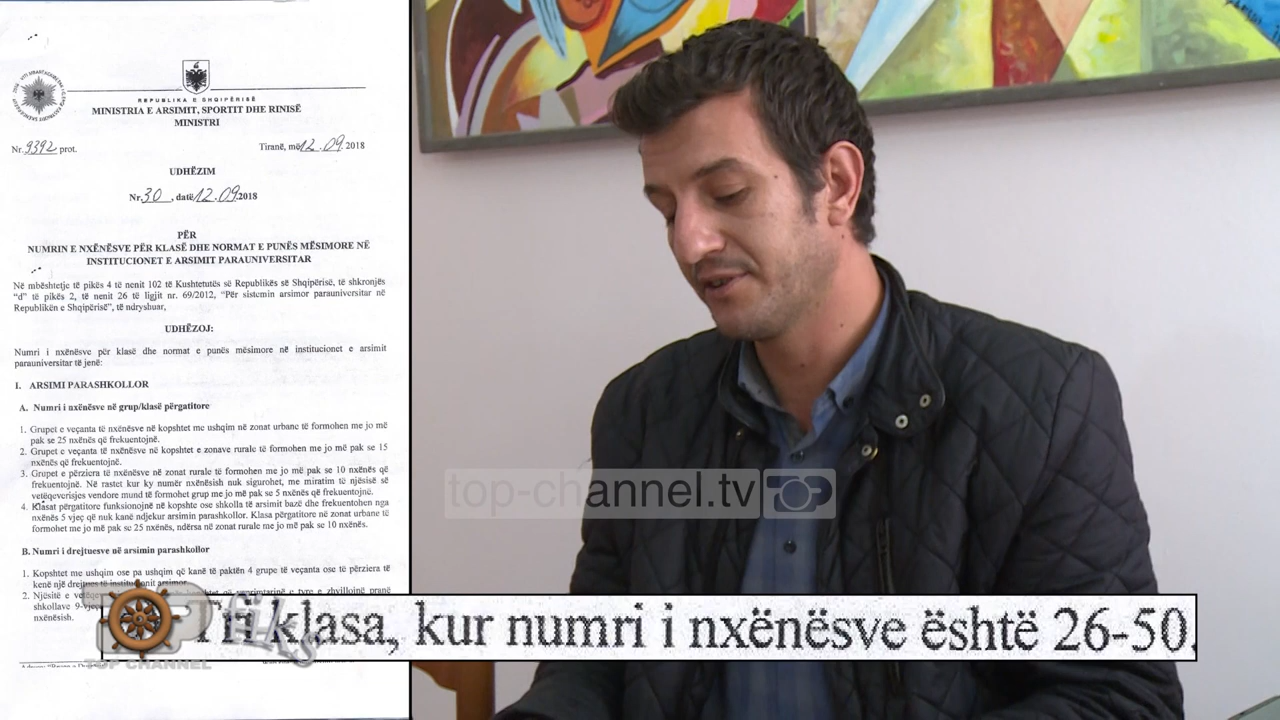 REPUBLIKA E SHQIPËRISË
MINISTRIA E ARSIMIT, SPORTIT DHE RINISË
MINISTRI
Nr. 9392 prot.
Tiranë, më 12.09.2018
UDHËZIM
Nr. 30, datë 12.09.2018
PËR
NUMRIN E NXËNËSVE PËR KLASË DHE NORMAT E PUNËS MËSIMORE NË
INSTITUCIONET E ARSIMIT PARAUNIVERSITAR
Në mbështetje të pikës 4 të nenit 102 të Kushtetutës së Republikës së Shqipërisë, të shkronjës
"d" të pikës 2, të nenit 26 të ligjit nr. 69/2012, "Për sistemin arsimor parauniversitar në
Republikën e Shqipërisë", të ndryshuar,
UDHËZOJ:
Numri i nxënësve për klasë dhe normat e punës mësimore në institucionet e arsimit
parauniversitar të jenë:
I. ARSIMI PARASHKOLLOR
A. Numri i nxënësve në grup/klasë përgatitore
1. Grupet e veçanta të nxënësve në kopshtet me ushqim në zonat urbane të formohen me jo më
pak se 25 nxënës që frekuentojnë.
2. Grupet e veçanta të nxënësve në kopshtet e zonave rurale të formohen me jo më pak se 15
nxënës që frekuentojnë.
3. Grupet e përziera të nxënësve në zonat rurale të formohen me jo më pak se 10 nxënës që
frekuentojnë. Në rastet kur ky numër nxënësish nuk sigurohet, me miratim të njësisë së
vetëqeverisjes vendore mund të formohet grup me jo më pak se 5 nxënës që frekuentojnë.
4. Klasat përgatitore funksionojnë në kopshte ose shkolla të arsimit bazë dhe frekuentohen nga
nxënës 5 vjeç që nuk kanë ndjekur arsimin parashkollor. Klasa përgatitore në zonat urbane të
formohet me jo më pak se 25 nxënës, ndërsa në zonat rurale me jo më pak se 10 nxënës.
B. Numri i drejtuesve në arsimin parashkollor
1. Kopshtet me ushqim ose pa ushqim që kanë të paktën 4 grupe të veçanta ose të përziera të
kenë një drejtues të institucionit arsimor.
2. Njësitë e e tyre e zhvillojnë pranë
shkollave 9-vjeç
nxënësish.
top-channel.tv
klasa, kur numri i nxënësve është 26-50.
fiks
TOP CHANNEL